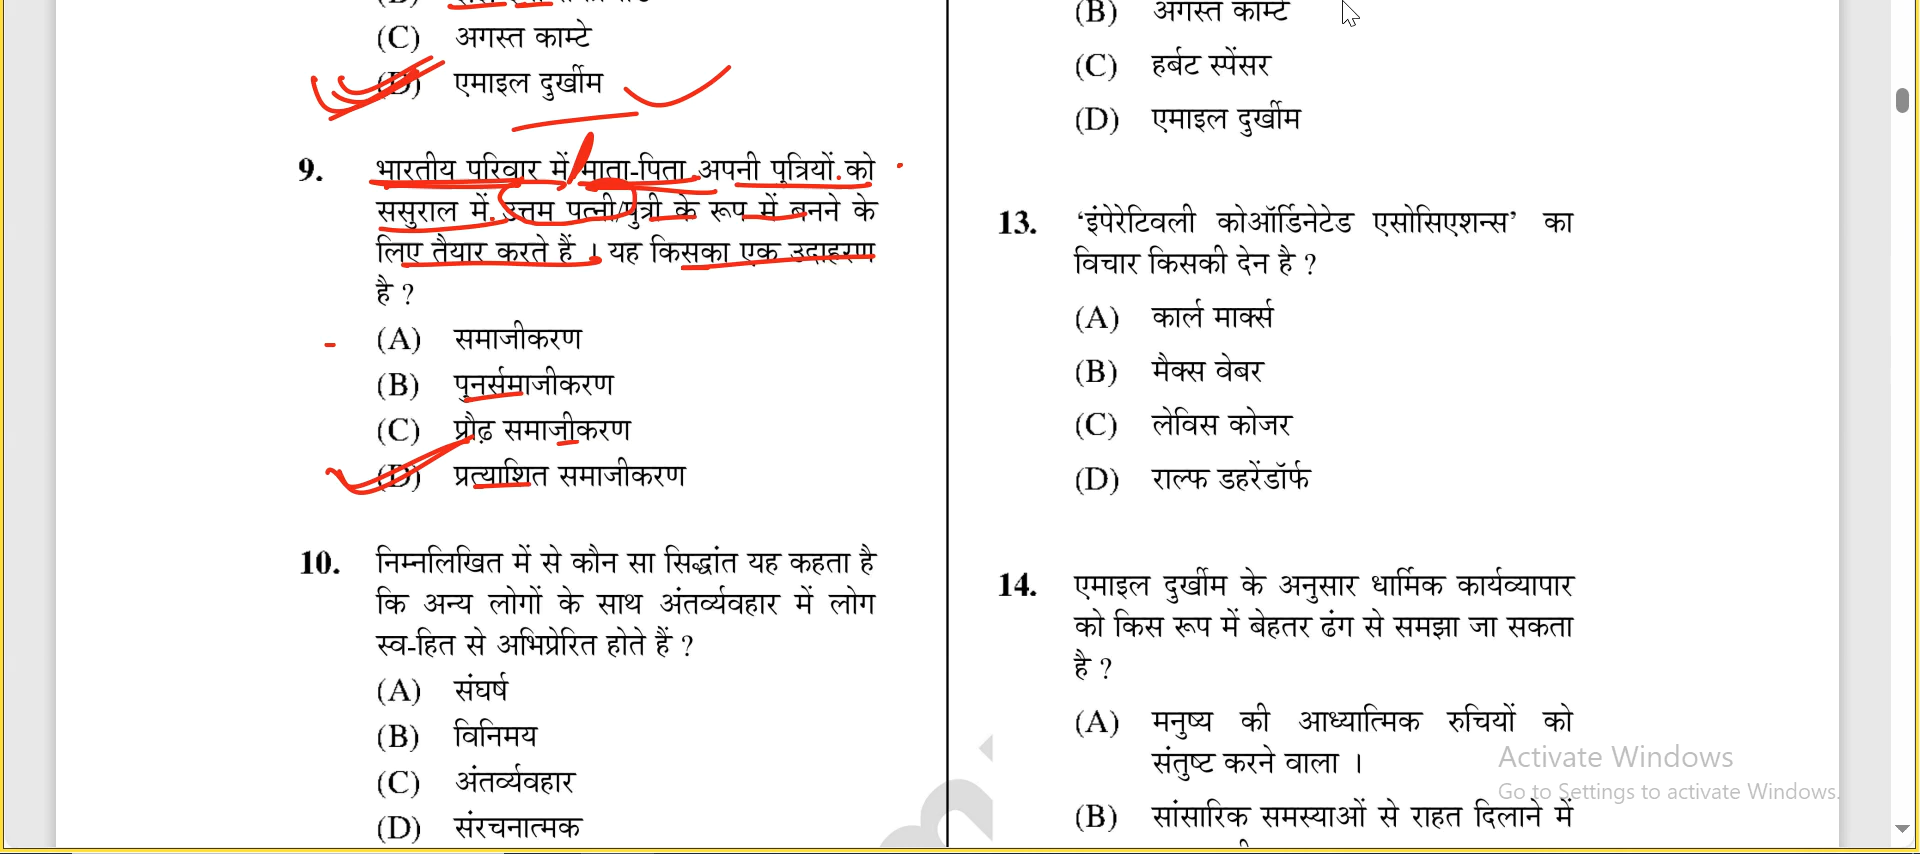 (C) अगस्त काम्टे
(D) एमाइल दुर्खीम
9. भारतीय परिवार में माता-पिता अपनी पुत्रियों को
ससुराल में उत्तम पत्नी/पुत्री के रूप में बनने के
लिए तैयार करते हैं । यह किसका एक उदाहरण
है ?
(A) समाजीकरण
(B) पुनर्समाजीकरण
(C) प्रौढ़ समाजीकरण
(D) प्रत्याशित समाजीकरण
10. निम्नलिखित में से कौन सा सिद्धांत यह कहता है
कि अन्य लोगों के साथ अंतर्व्यवहार में लोग
स्व-हित से अभिप्रेरित होते हैं ?
(A) संघर्ष
(B) विनिमय
(C) अंतर्व्यवहार
(D) संरचनात्मक
(B) अगस्त काम्टे
(C) हर्बट स्पेंसर
(D) एमाइल दुर्खीम
13. ‘इंपेरेटिवली कोऑर्डिनेटेड एसोसिएशन्स’ का
विचार किसकी देन है ?
(A) कार्ल मार्क्स
(B) मैक्स वेबर
(C) लेविस कोजर
(D) राल्फ डहरेंडॉर्फ
14. एमाइल दुर्खीम के अनुसार धार्मिक कार्यव्यापार
को किस रूप में बेहतर ढंग से समझा जा सकता
है ?
(A) मनुष्य की आध्यात्मिक रुचियों को
संतुष्ट करने वाला ।
(B) सांसारिक समस्याओं से राहत दिलाने में
Activate Windows
Go to Settings to activate Windows.